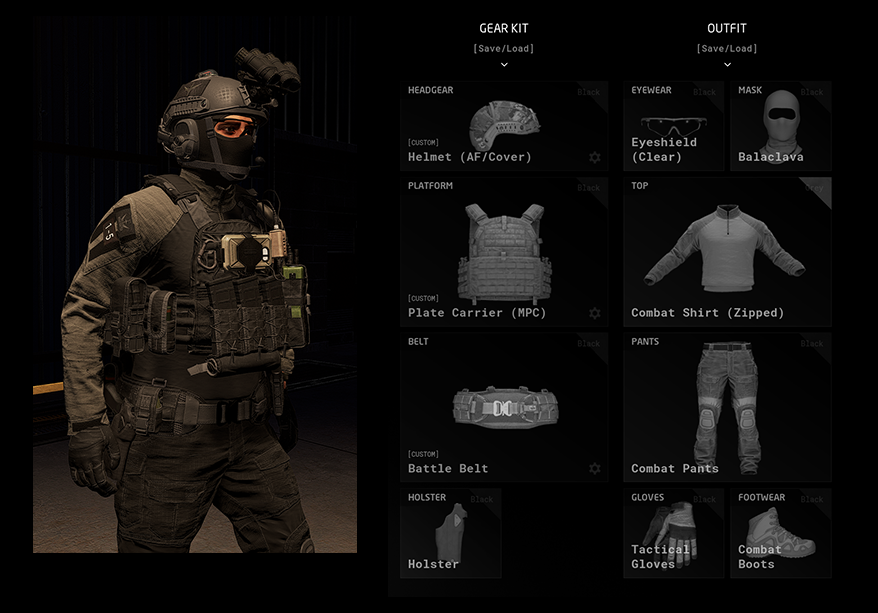 GEAR KIT
[Save/Load]
OUTFIT
[Save/Load]
HEADGEAR
Black
[CUSTOM]
Helmet (AF/Cover)
EYEWEAR
Black
Eyeshield
(Clear)
MASK
Black
Balaclava
PLATFORM
Black
[CUSTOM]
Plate Carrier (MPC)
TOP
Grey
Combat Shirt (Zipped)
BELT
Black
[CUSTOM]
Battle Belt
PANTS
Black
Combat Pants
HOLSTER
Black
Holster
GLOVES
Black
Tactical
Gloves
FOOTWEAR
Black
Combat
Boots